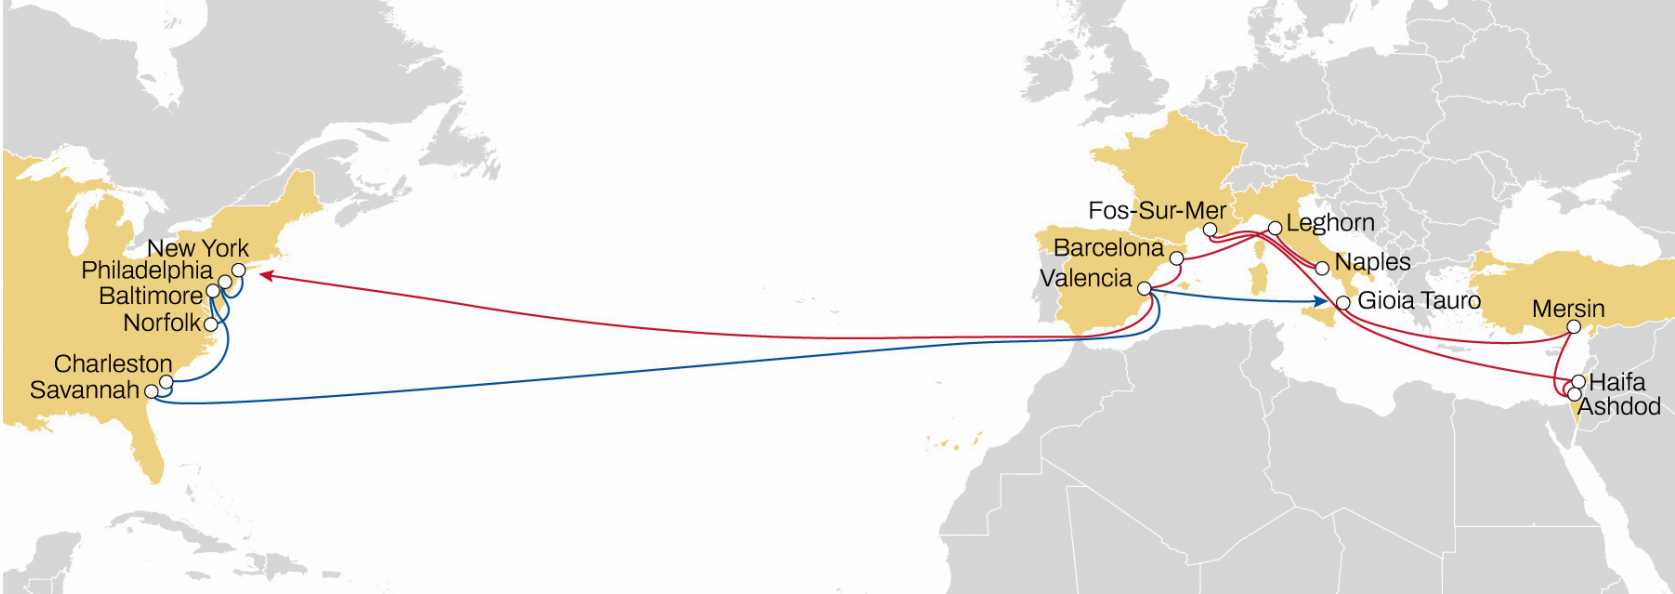 New York
Philadelphia
Baltimore
Norfolk
Charleston
Savannah
Fos-Sur-Mer
Leghorn
Barcelona
Naples
Valencia
Gioia Tauro
Mersin
Haifa
Ashdod